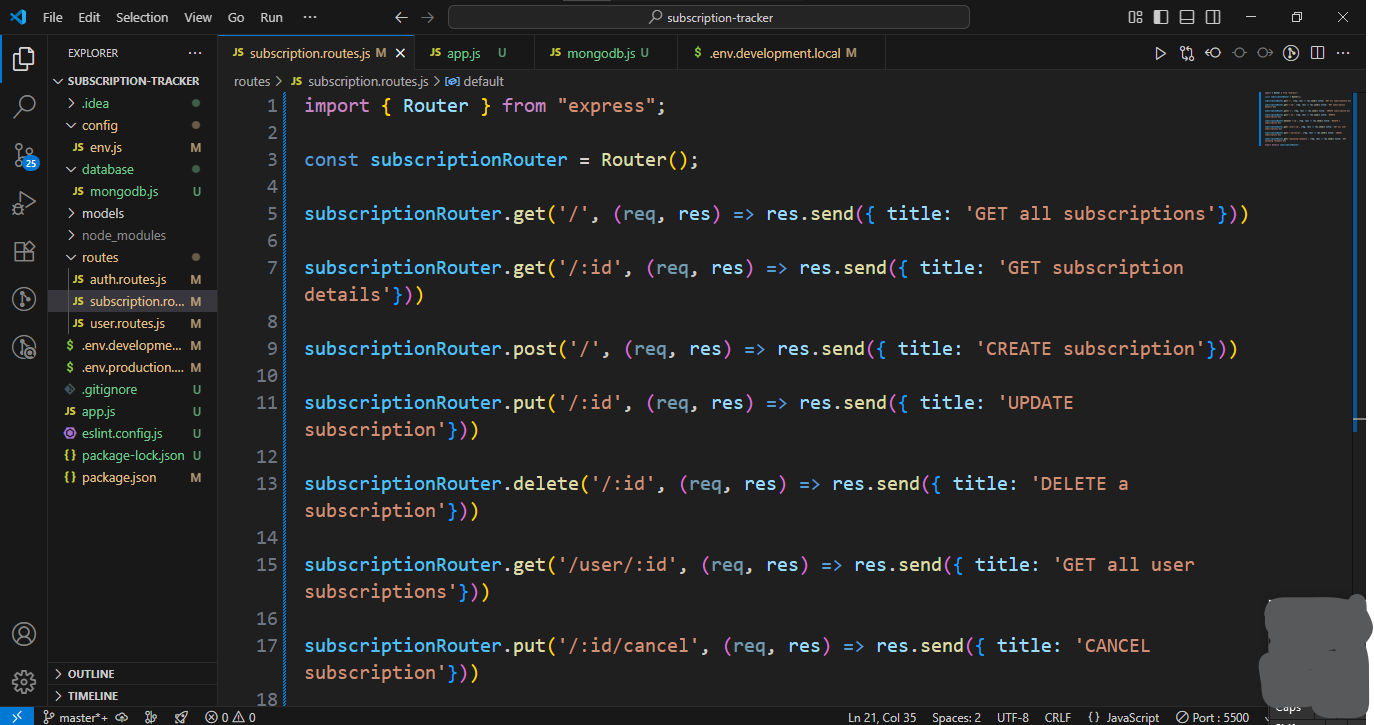 File Edit Selection View Go Run ··· subscription-tracker
EXPLORER ···
SUBSCRIPTION-TRACKER
.idea
config
JS env.js M
database
JS mongodb.js U
models
node_modules
routes
JS auth.routes.js M
JS subscription.ro... M
JS user.routes.js M
$ .env.developme... M
$ .env.production.... M
.gitignore U
JS app.js U
eslint.config.js U
{} package-lock.json U
{} package.json M
OUTLINE
TIMELINE
25
JS subscription.routes.js M JS app.js U JS mongodb.js U $ .env.development.local M
routes > JS subscription.routes.js > default
1 import { Router } from "express";
2
3 const subscriptionRouter = Router();
4
5 subscriptionRouter.get('/', (req, res) => res.send({ title: 'GET all subscriptions'}))
6
7 subscriptionRouter.get('/:id', (req, res) => res.send({ title: 'GET subscription
details'}))
8
9 subscriptionRouter.post('/', (req, res) => res.send({ title: 'CREATE subscription'}))
10
11 subscriptionRouter.put('/:id', (req, res) => res.send({ title: 'UPDATE
subscription'}))
12
13 subscriptionRouter.delete('/:id', (req, res) => res.send({ title: 'DELETE a
subscription'}))
14
15 subscriptionRouter.get('/user/:id', (req, res) => res.send({ title: 'GET all user
subscriptions'}))
16
17 subscriptionRouter.put('/:id/cancel', (req, res) => res.send({ title: 'CANCEL
subscription'}))
18
Caps
master*+ 0 0 Ln 21, Col 35 Spaces: 2 UTF-8 CRLF {} JavaScript Port : 5500